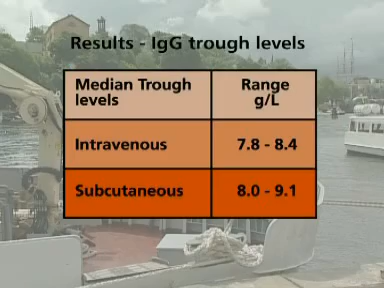 Results - IgG trough levels
Median Trough levels
Range g/L
Intravenous
7.8 - 8.4
Subcutaneous
8.0 - 9.1